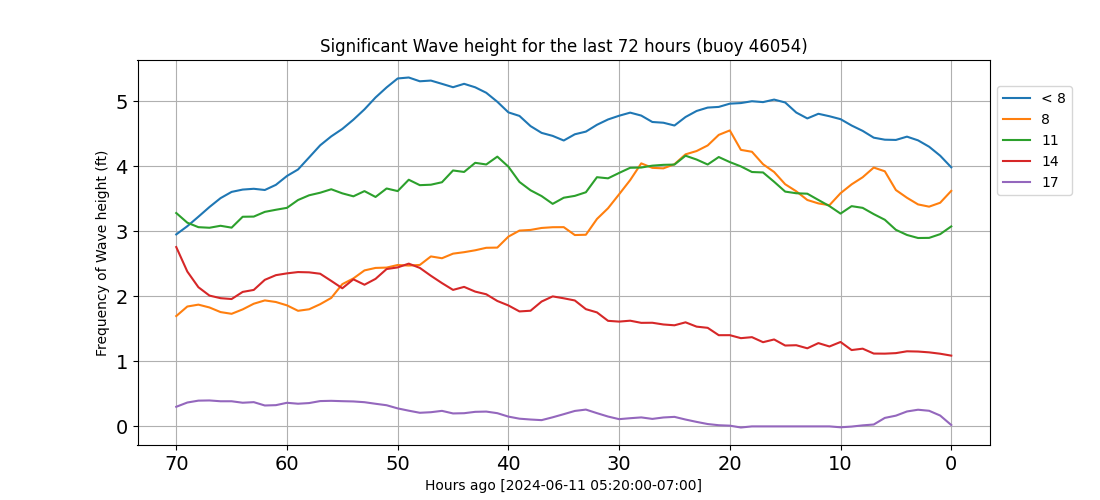 Significant Wave height for the last 72 hours (buoy 46054)
Frequency of Wave height (ft)
5
4
3
2
1
0
70 60 50 40 30 20 10 0
Hours ago [2024-06-11 05:20:00-07:00]
< 8
8
11
14
17